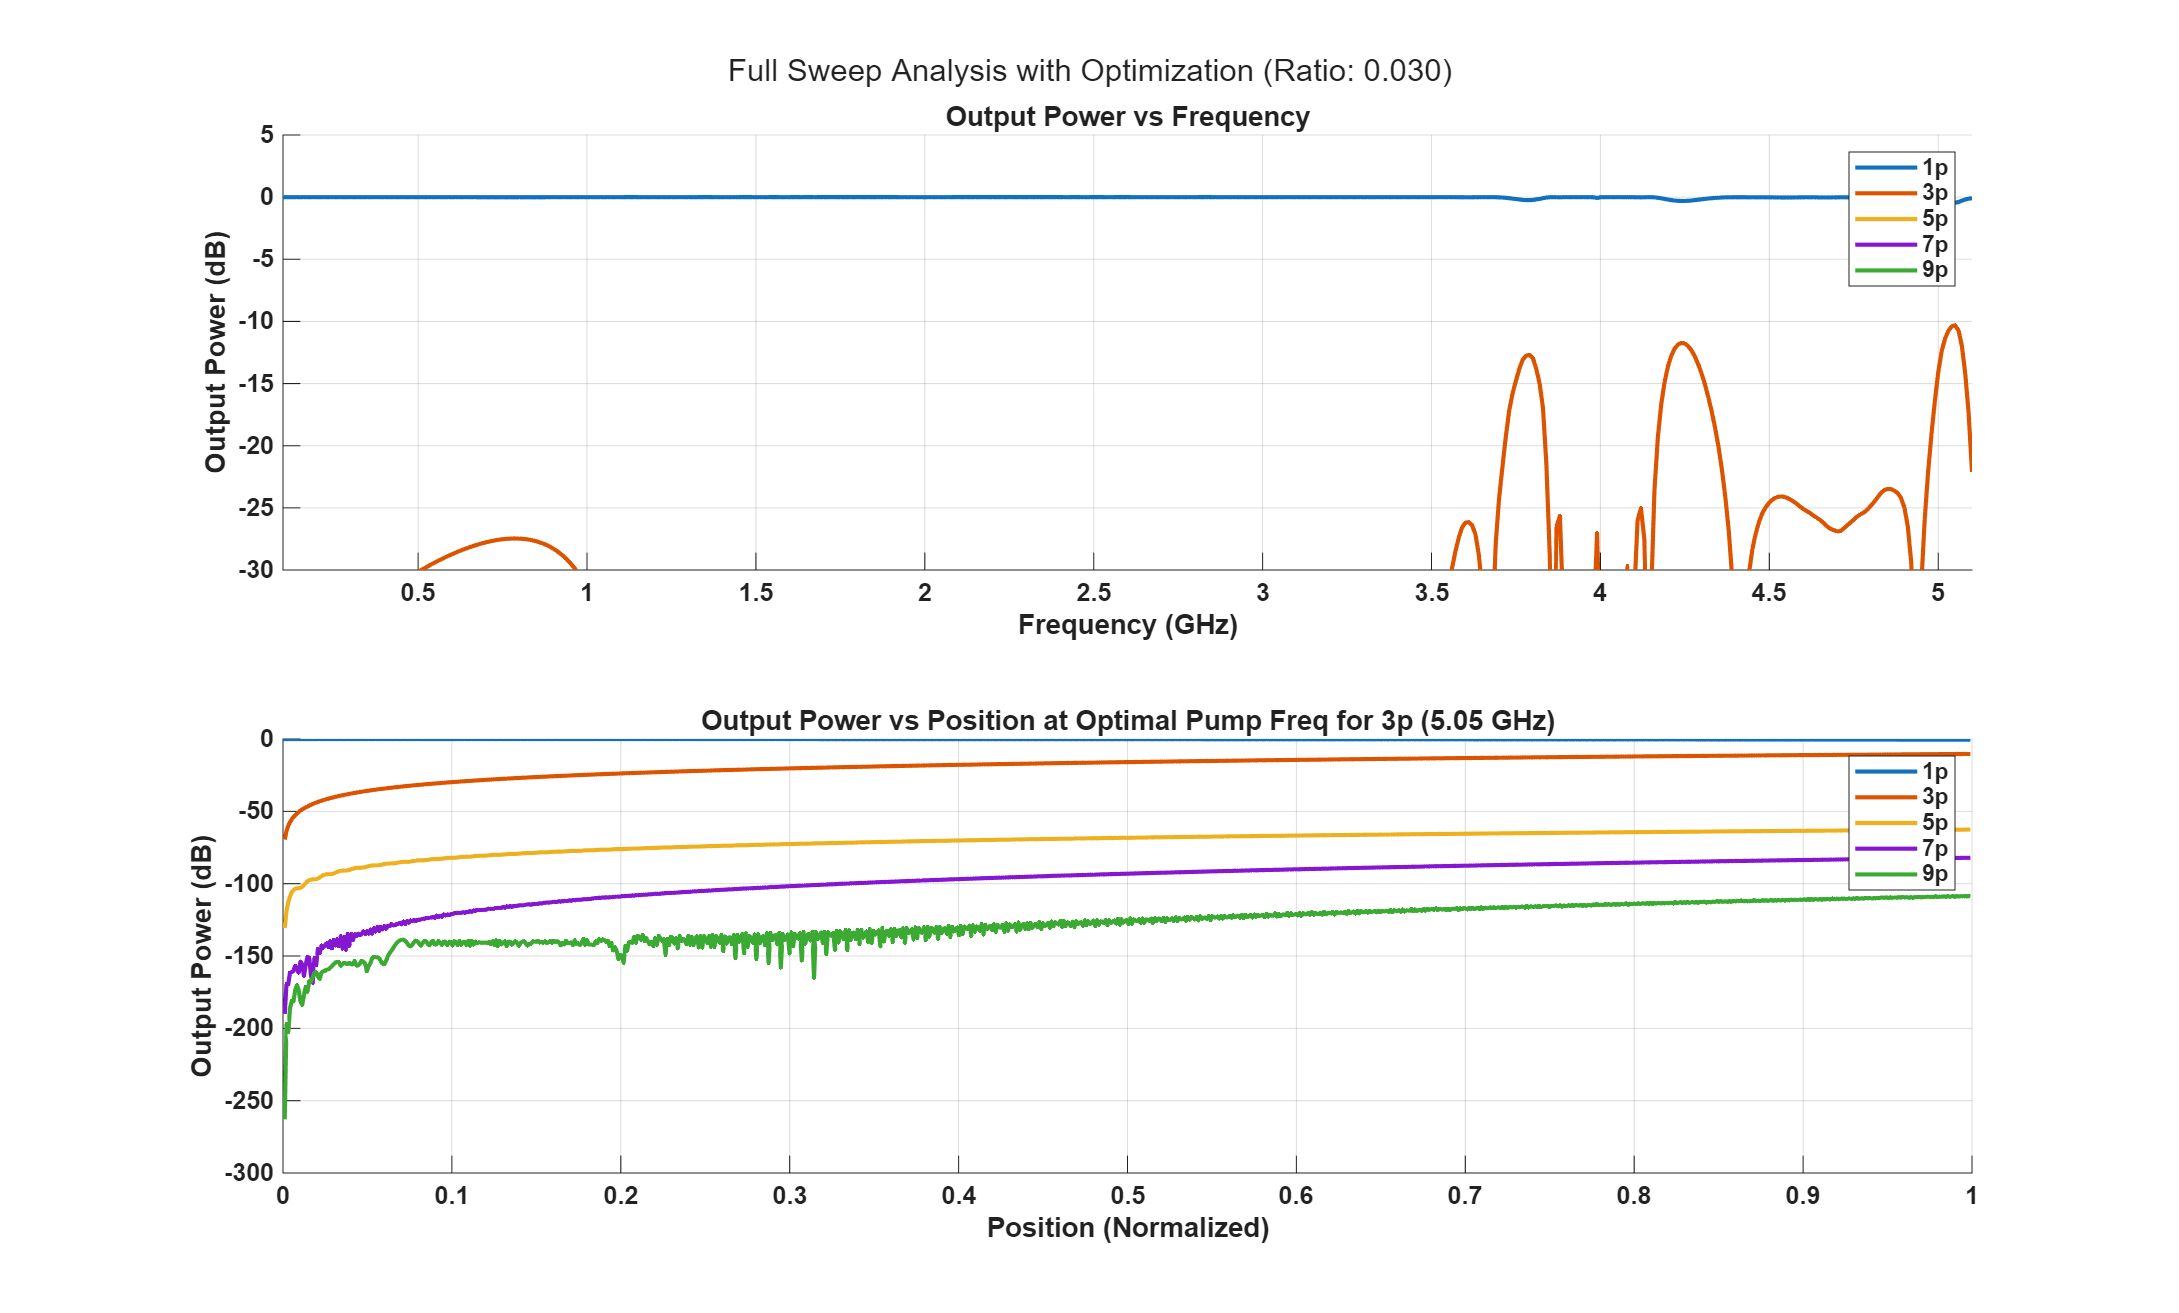 Full Sweep Analysis with Optimization (Ratio: 0.030)
Output Power vs Frequency
5
0
-5
-10
-15
-20
-25
-30
Output Power (dB)
1p
3p
5p
7p
9p
0.5
1
1.5
2
2.5
3
3.5
4
4.5
5
Frequency (GHz)
Output Power vs Position at Optimal Pump Freq for 3p (5.05 GHz)
0
-50
-100
-150
-200
-250
-300
Output Power (dB)
1p
3p
5p
7p
9p
0
0.1
0.2
0.3
0.4
0.5
0.6
0.7
0.8
0.9
1
Position (Normalized)